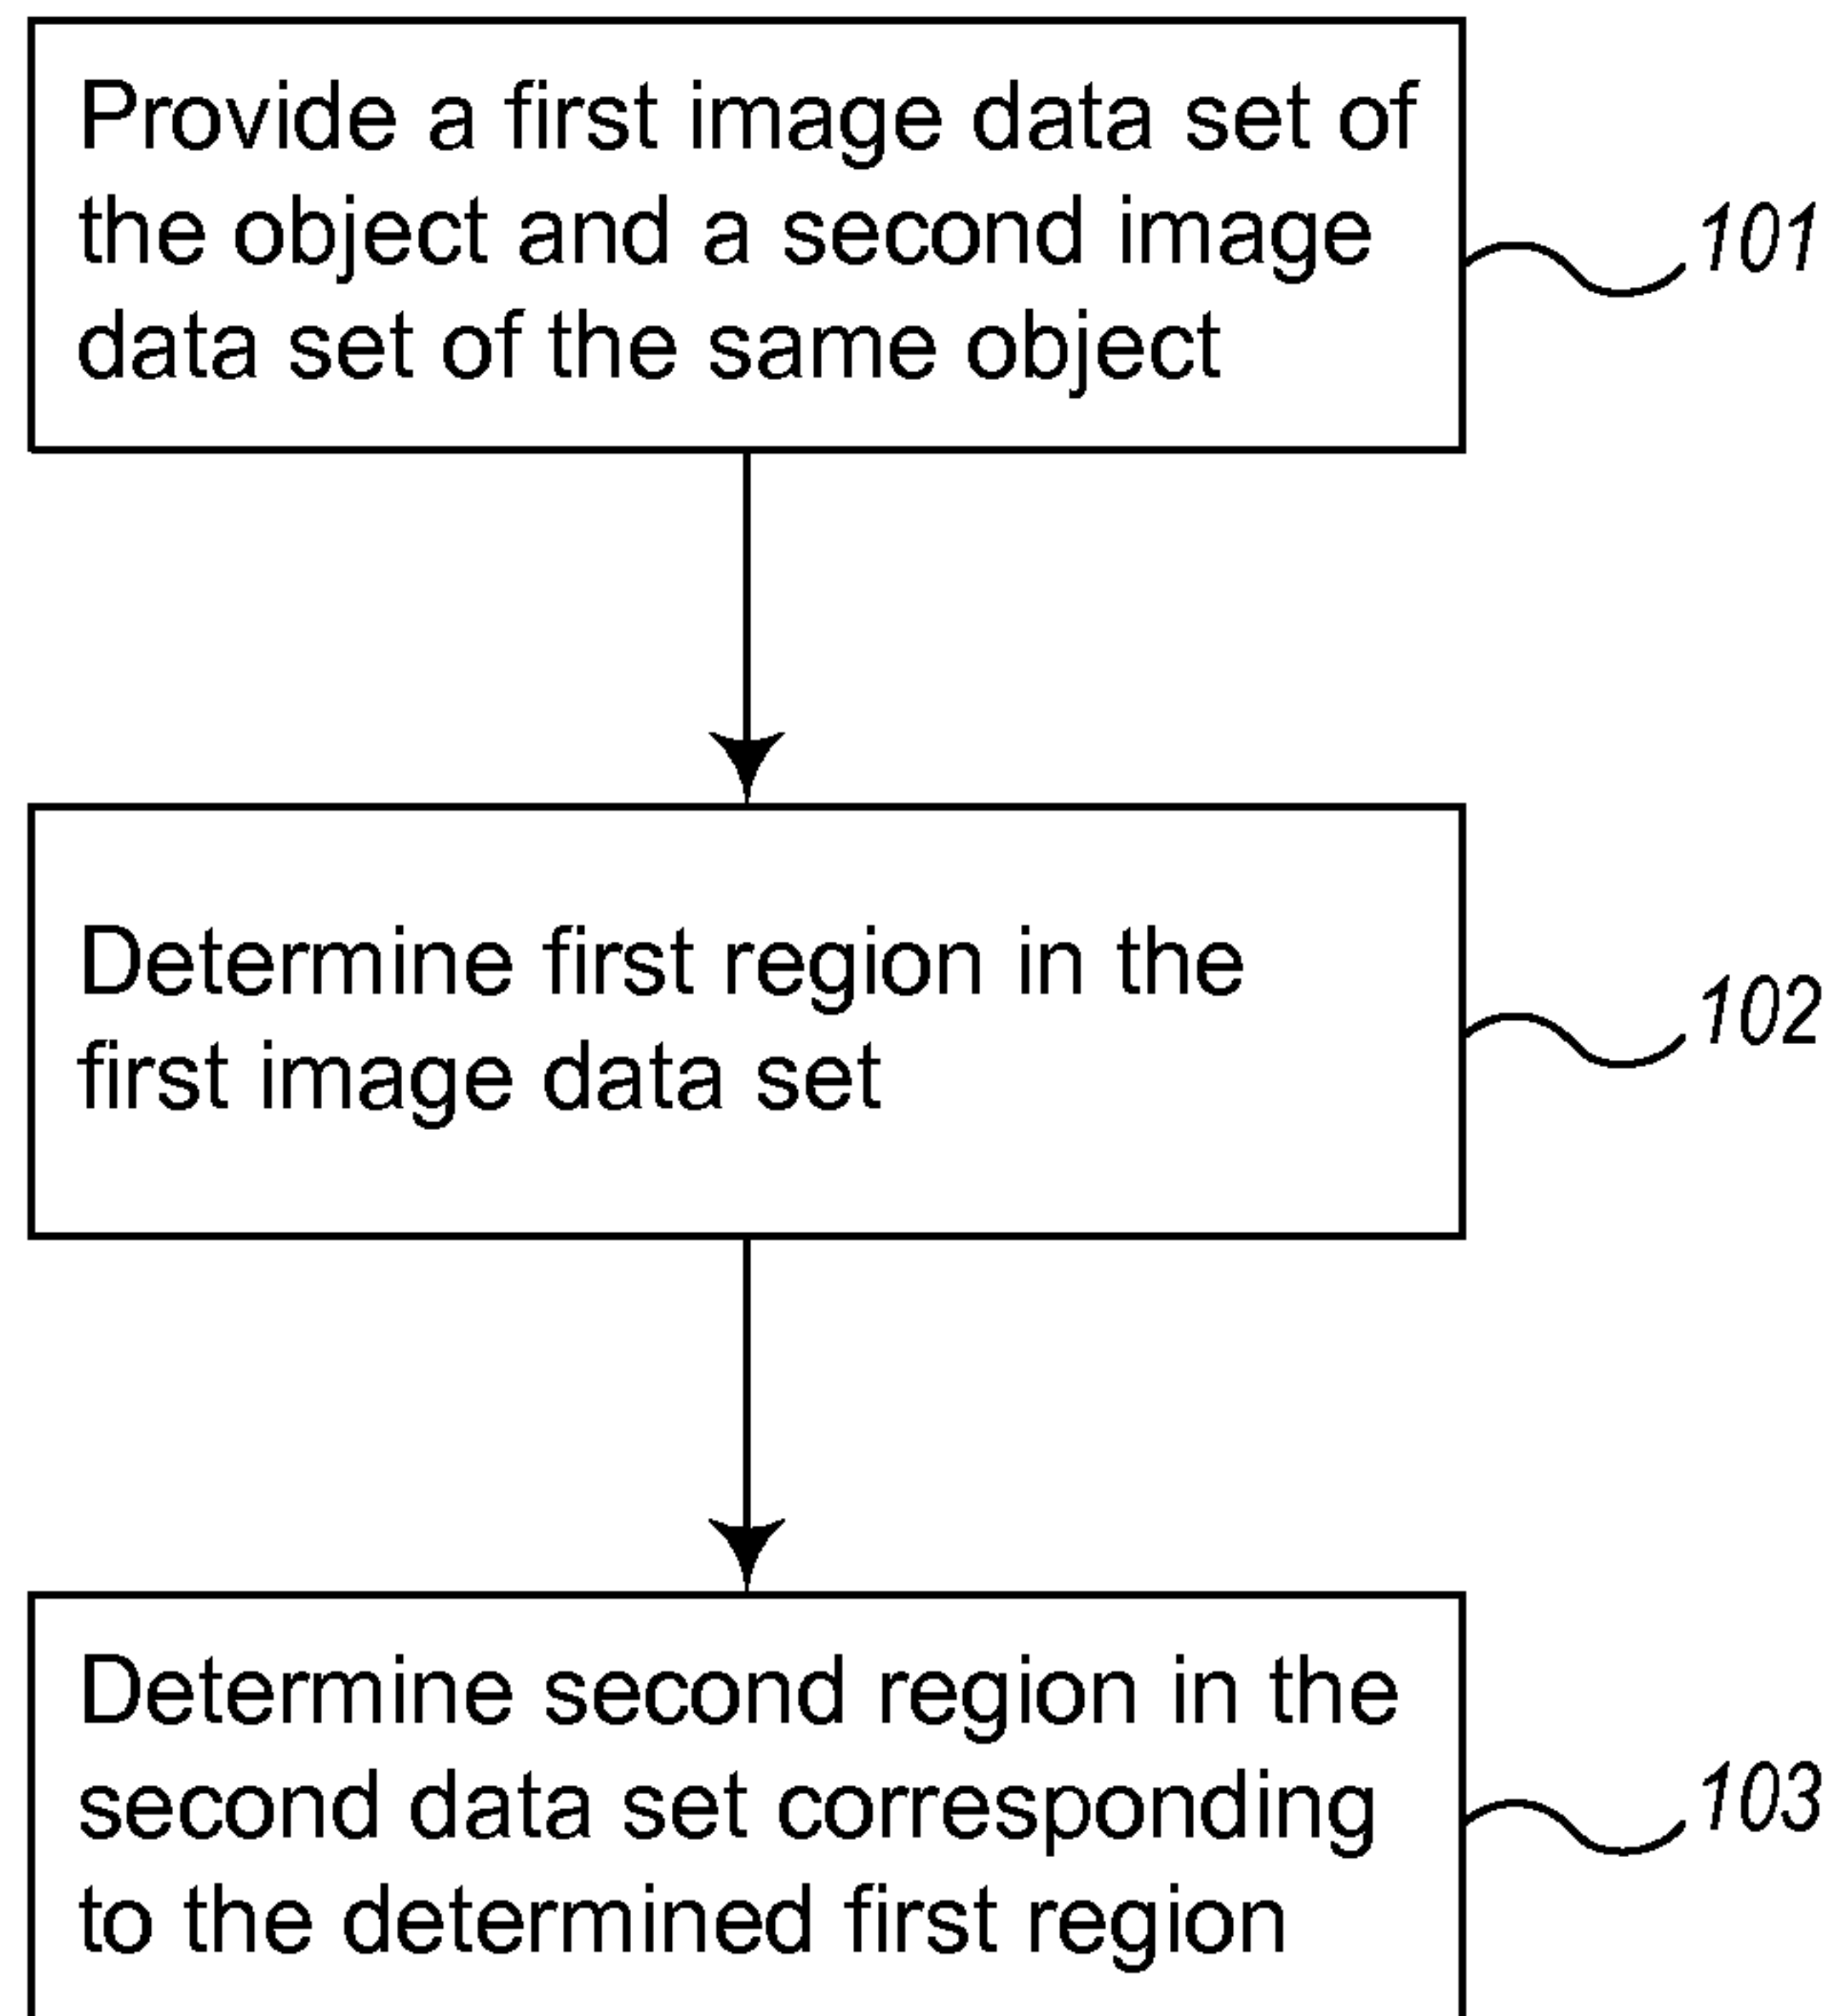 Provide a first image data set of
the object and a second image
data set of the same object
101
Determine first region in the
first image data set
102
Determine second region in the
second data set corresponding
to the determined first region
103